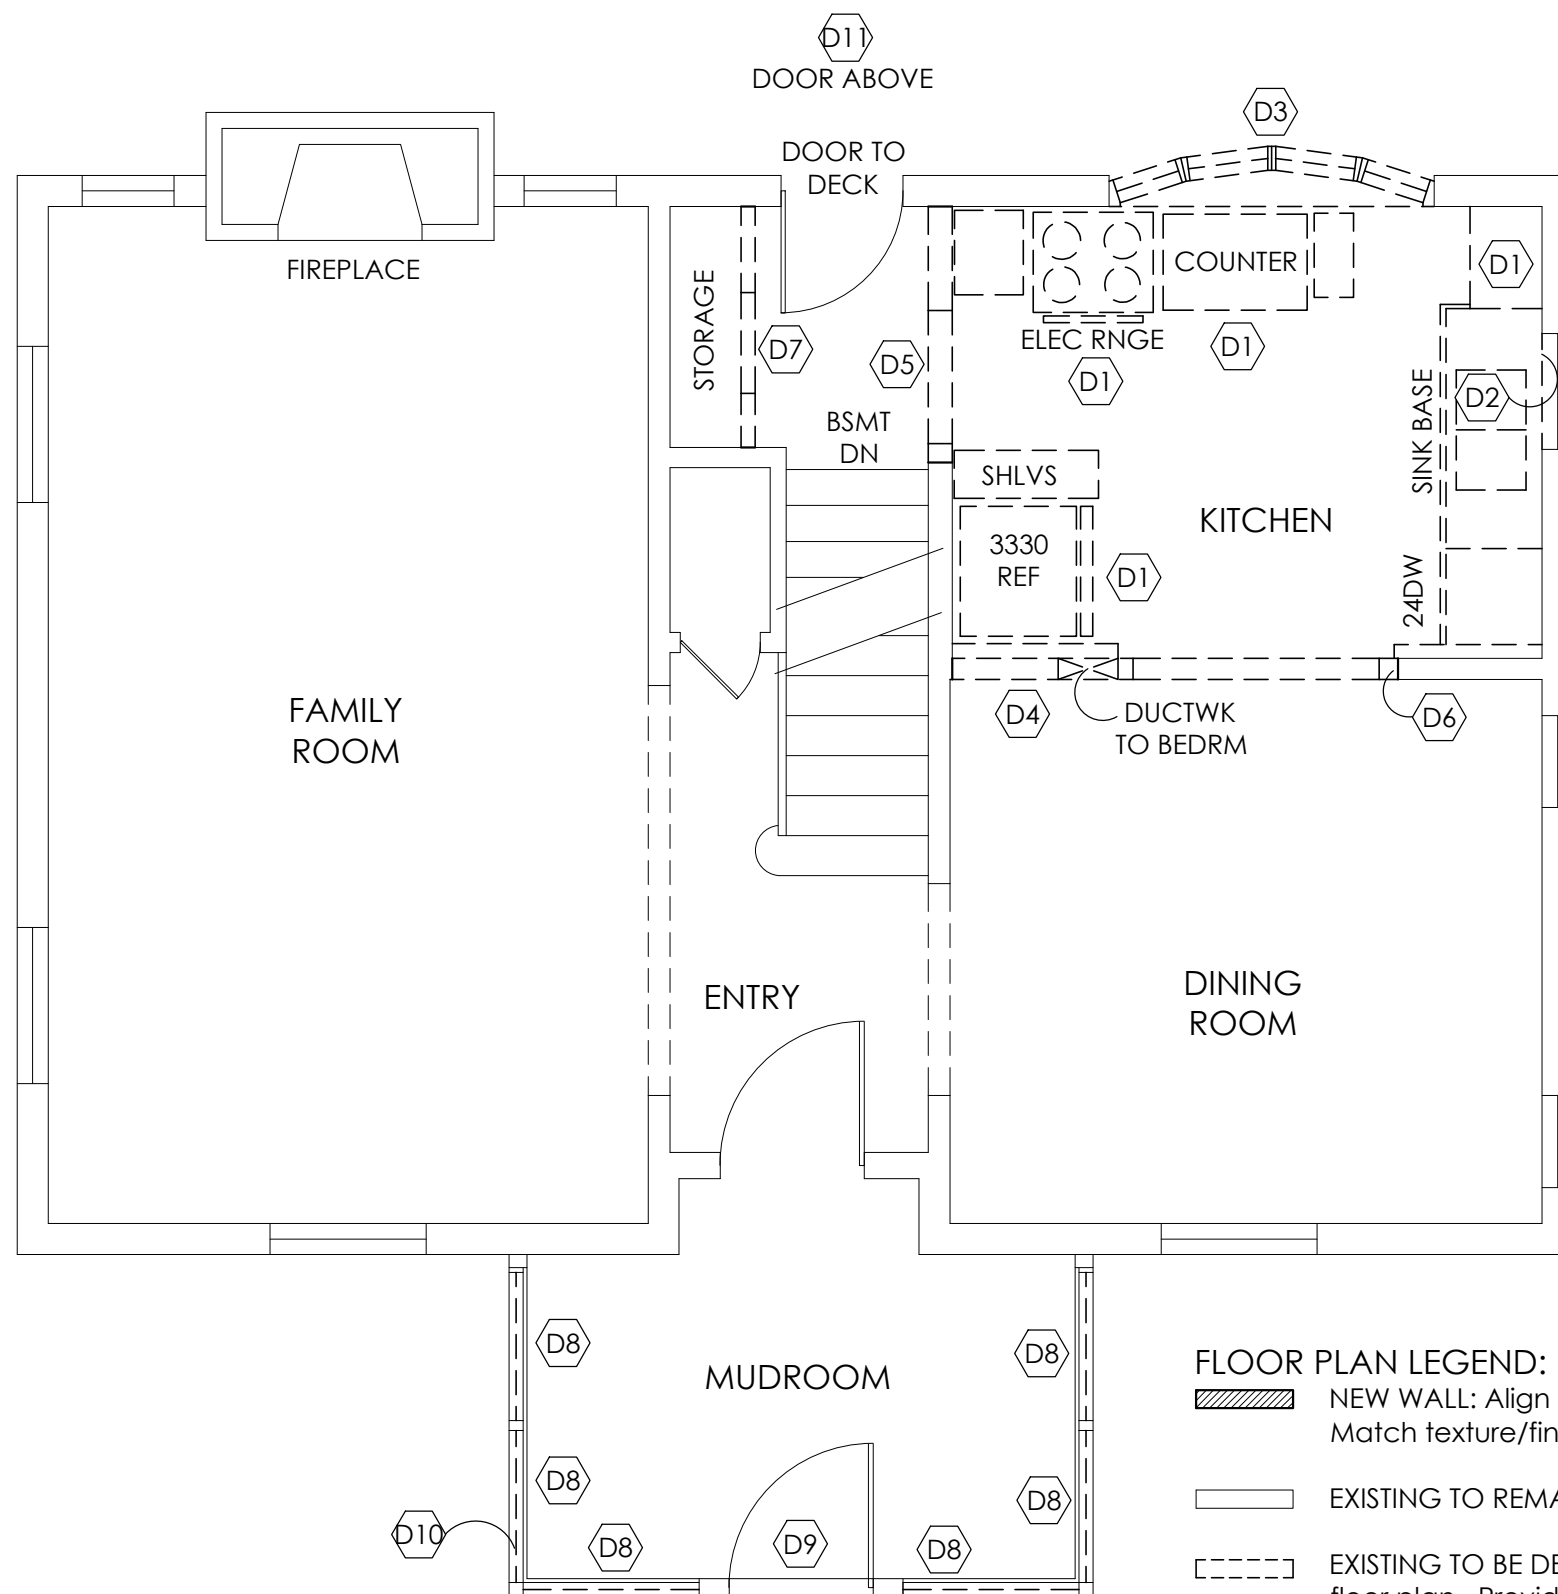 D11
DOOR ABOVE
D3
DOOR TO
DECK
FIREPLACE
STORAGE
D7
D5
BSMT
DN
COUNTER
D1
ELEC RNGE
D1
D1
SINK BASE
D2
SHLVS
KITCHEN
3330
REF
D1
24DW
D4
DUCTWK
TO BEDRM
D6
FAMILY
ROOM
ENTRY
DINING
ROOM
D8
D8
MUDROOM
D8
D8
D10
D8
D9
D8
FLOOR PLAN LEGEND:
NEW WALL: Align
Match texture/fin
EXISTING TO REMA
EXISTING TO BE DE
floor plan. Provid